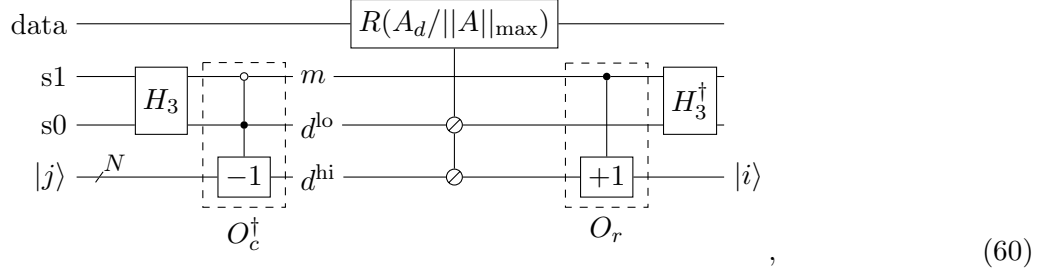 data R(A_d/||A||_max)
s1 H_3 m H_3^†
s0 d^lo
|j⟩ N −1 d^hi +1 |i⟩
O_c^† O_r
, (60)